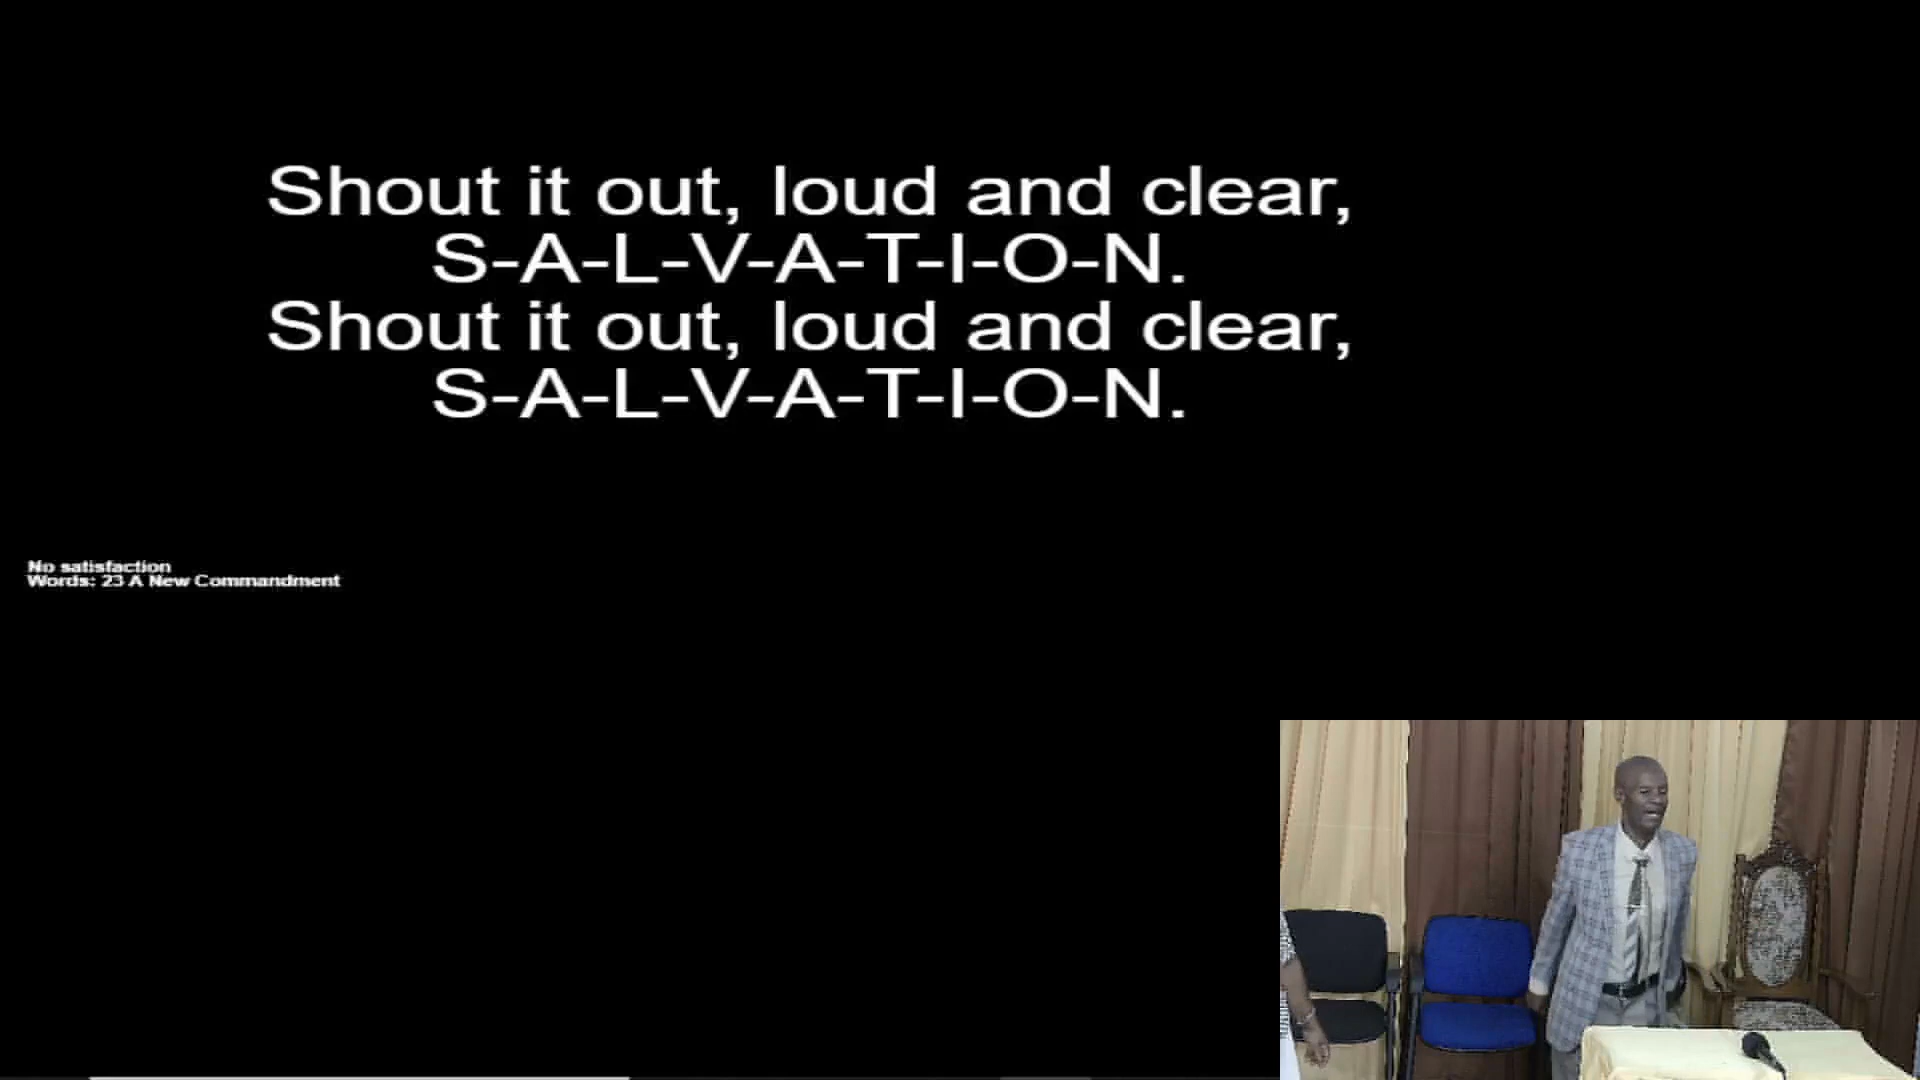 Shout it out, loud and clear,
S-A-L-V-A-T-I-O-N.
Shout it out, loud and clear,
S-A-L-V-A-T-I-O-N.
No satisfaction
Words: 23 A New Commandment